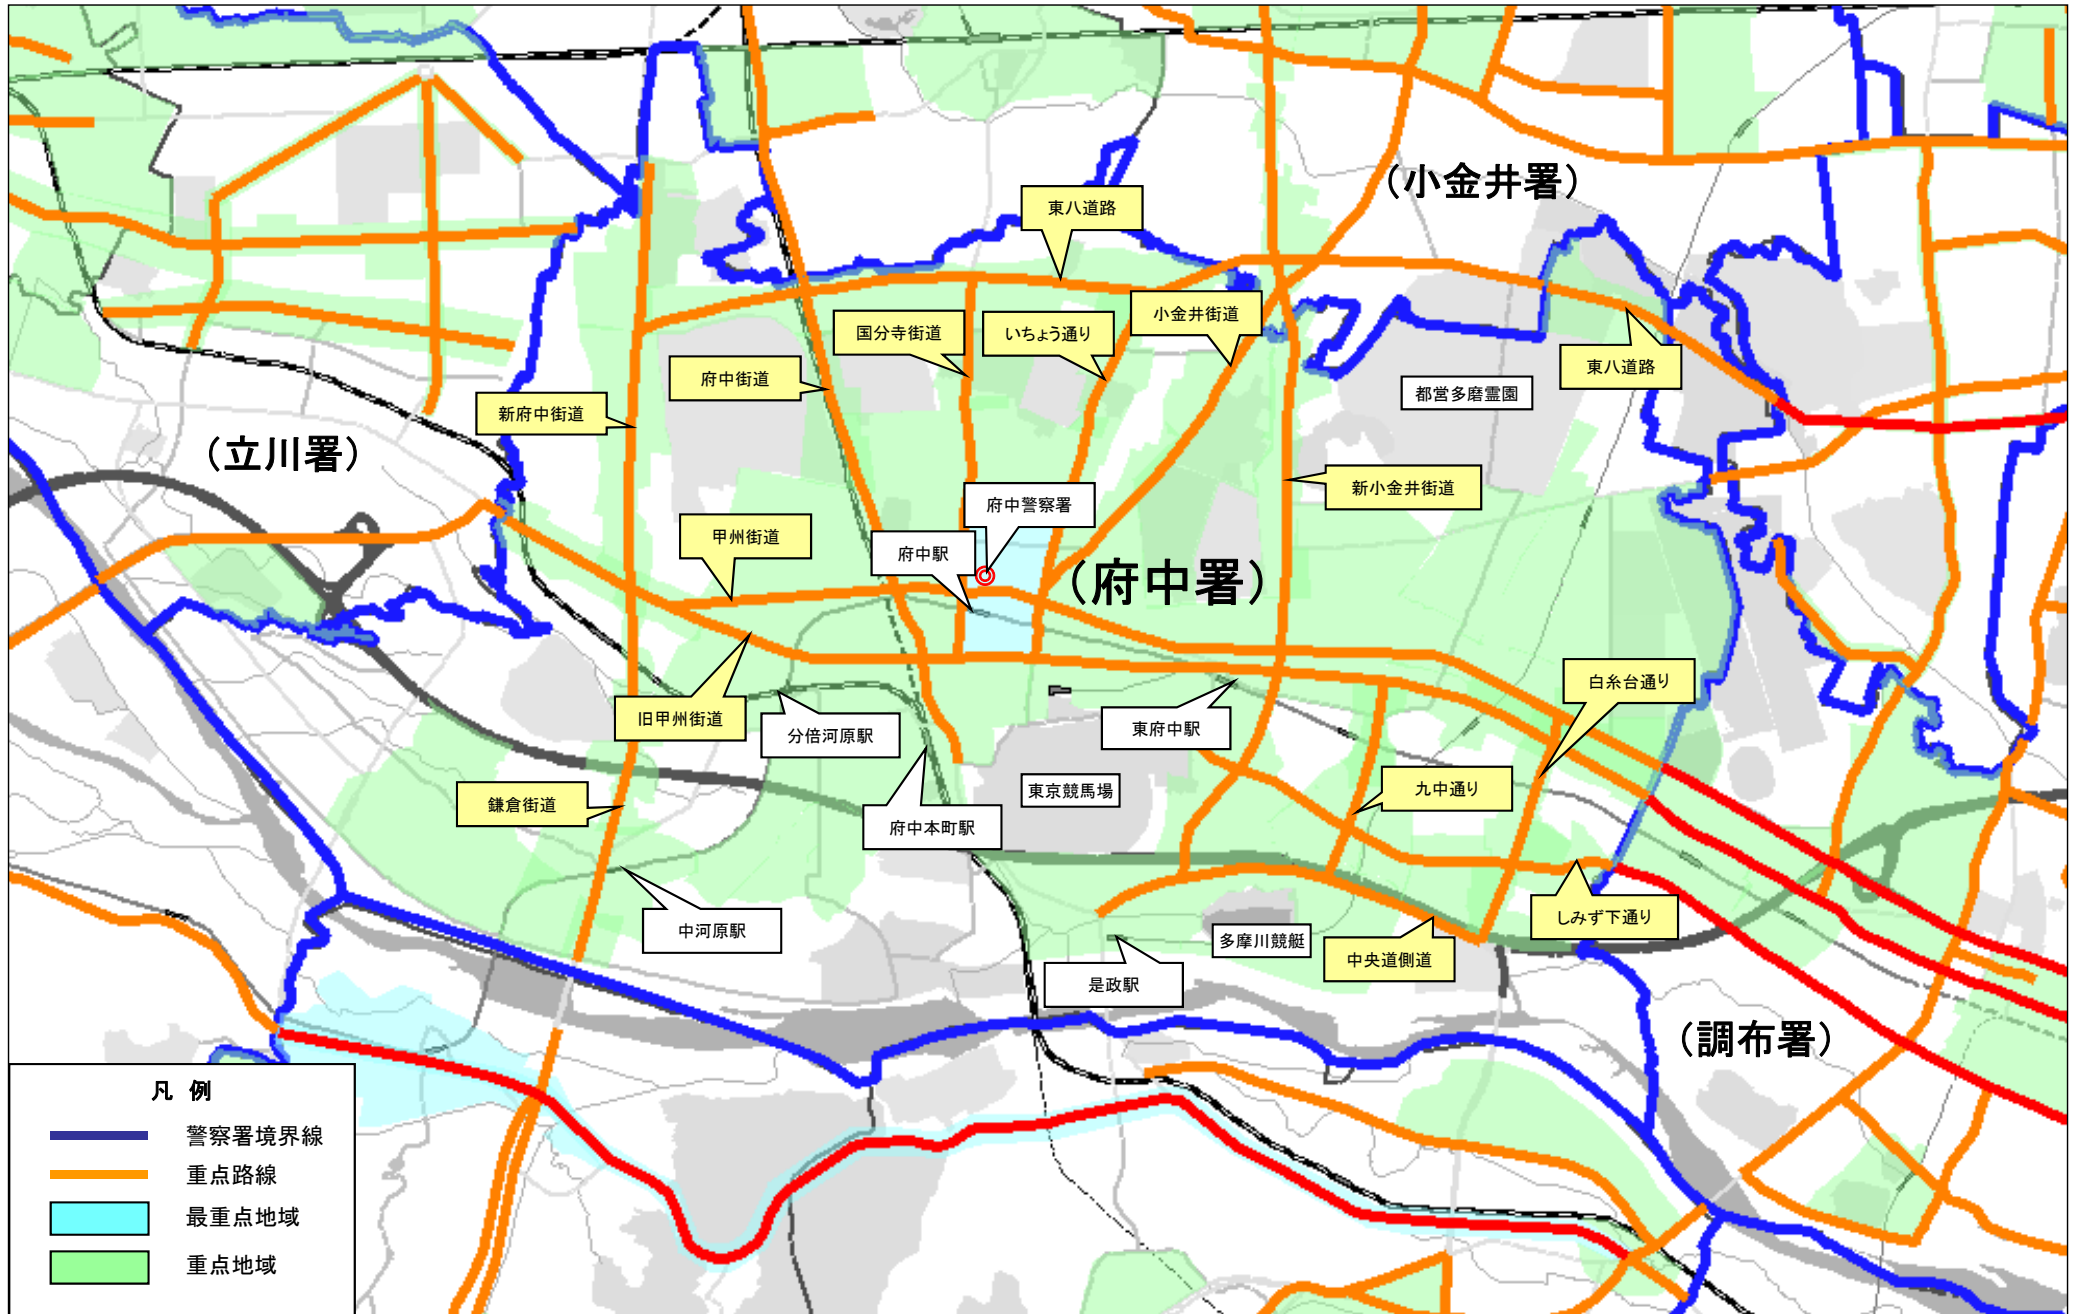 (小金井署)
東八道路
小金井街道
国分寺街道
いちょう通り
東八道路
府中街道
都営多磨霊園
新府中街道
(立川署)
新小金井街道
府中警察署
甲州街道
府中駅
(府中署)
白糸台通り
旧甲州街道
分倍河原駅
東府中駅
九中通り
東京競馬場
鎌倉街道
府中本町駅
しみず下通り
中河原駅
多摩川競艇
中央道側道
是政駅
(調布署)
凡 例
警察署境界線
重点路線
最重点地域
重点地域